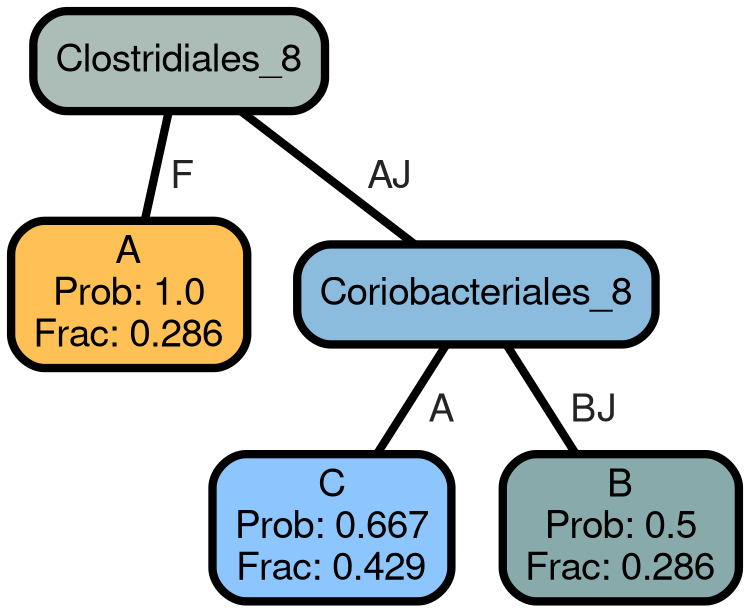 Clostridiales_8
F
AJ
A
Prob: 1.0
Frac: 0.286
Coriobacteriales_8
A
BJ
C
Prob: 0.667
Frac: 0.429
B
Prob: 0.5
Frac: 0.286